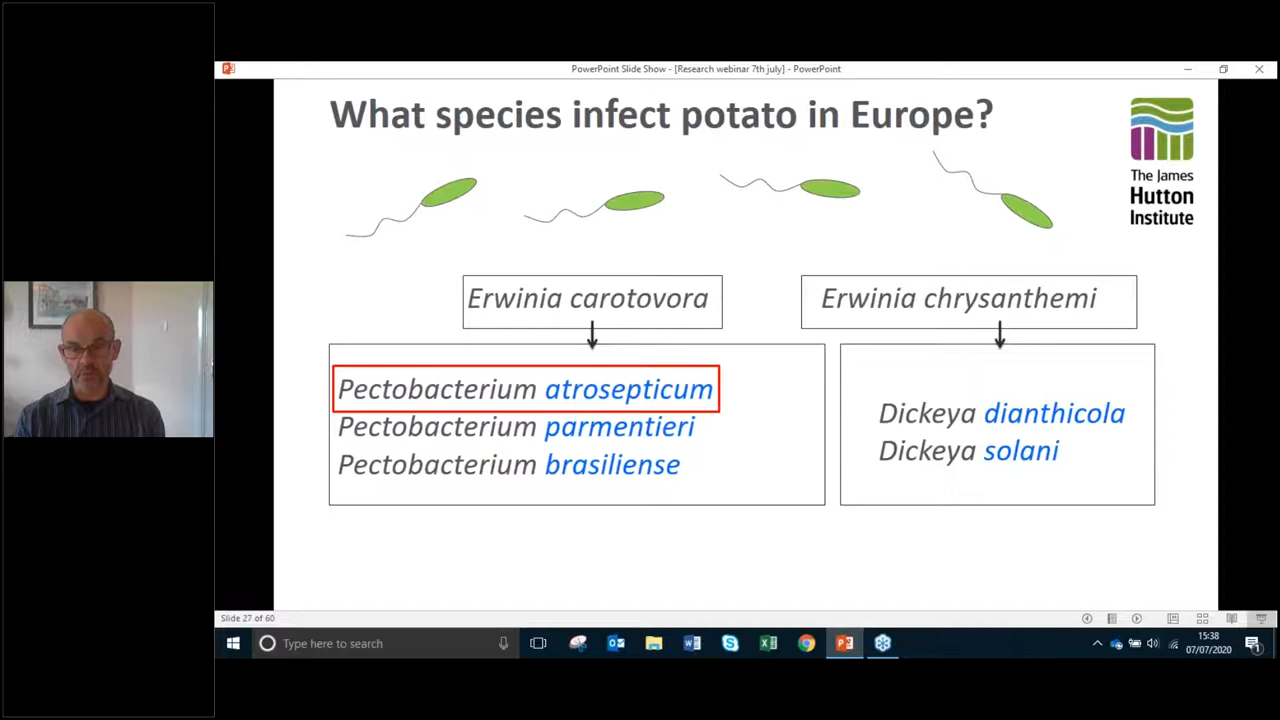 PowerPoint Slide Show - [Research webinar 7th july] - PowerPoint
What species infect potato in Europe?
The James
Hutton
Institute
Erwinia carotovora
Erwinia chrysanthemi
Pectobacterium atrosepticum
Pectobacterium parmentieri
Pectobacterium brasiliense
Dickeya dianthicola
Dickeya solani
Slide 27 of 60
Type here to search
15:38
07/07/2020